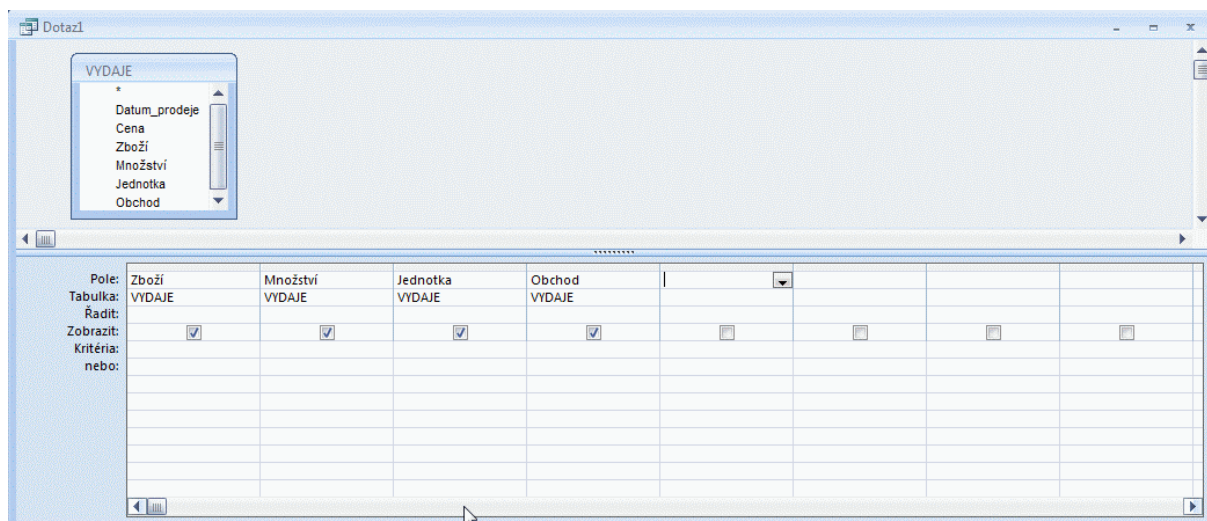 Dotaz1
VYDAJE
*
Datum_prodeje
Cena
Zboží
Množství
Jednotka
Obchod
Pole: Zboží Množství Jednotka Obchod
Tabulka: VYDAJE VYDAJE VYDAJE VYDAJE
Řadit:
Zobrazit:
Kritéria:
nebo: